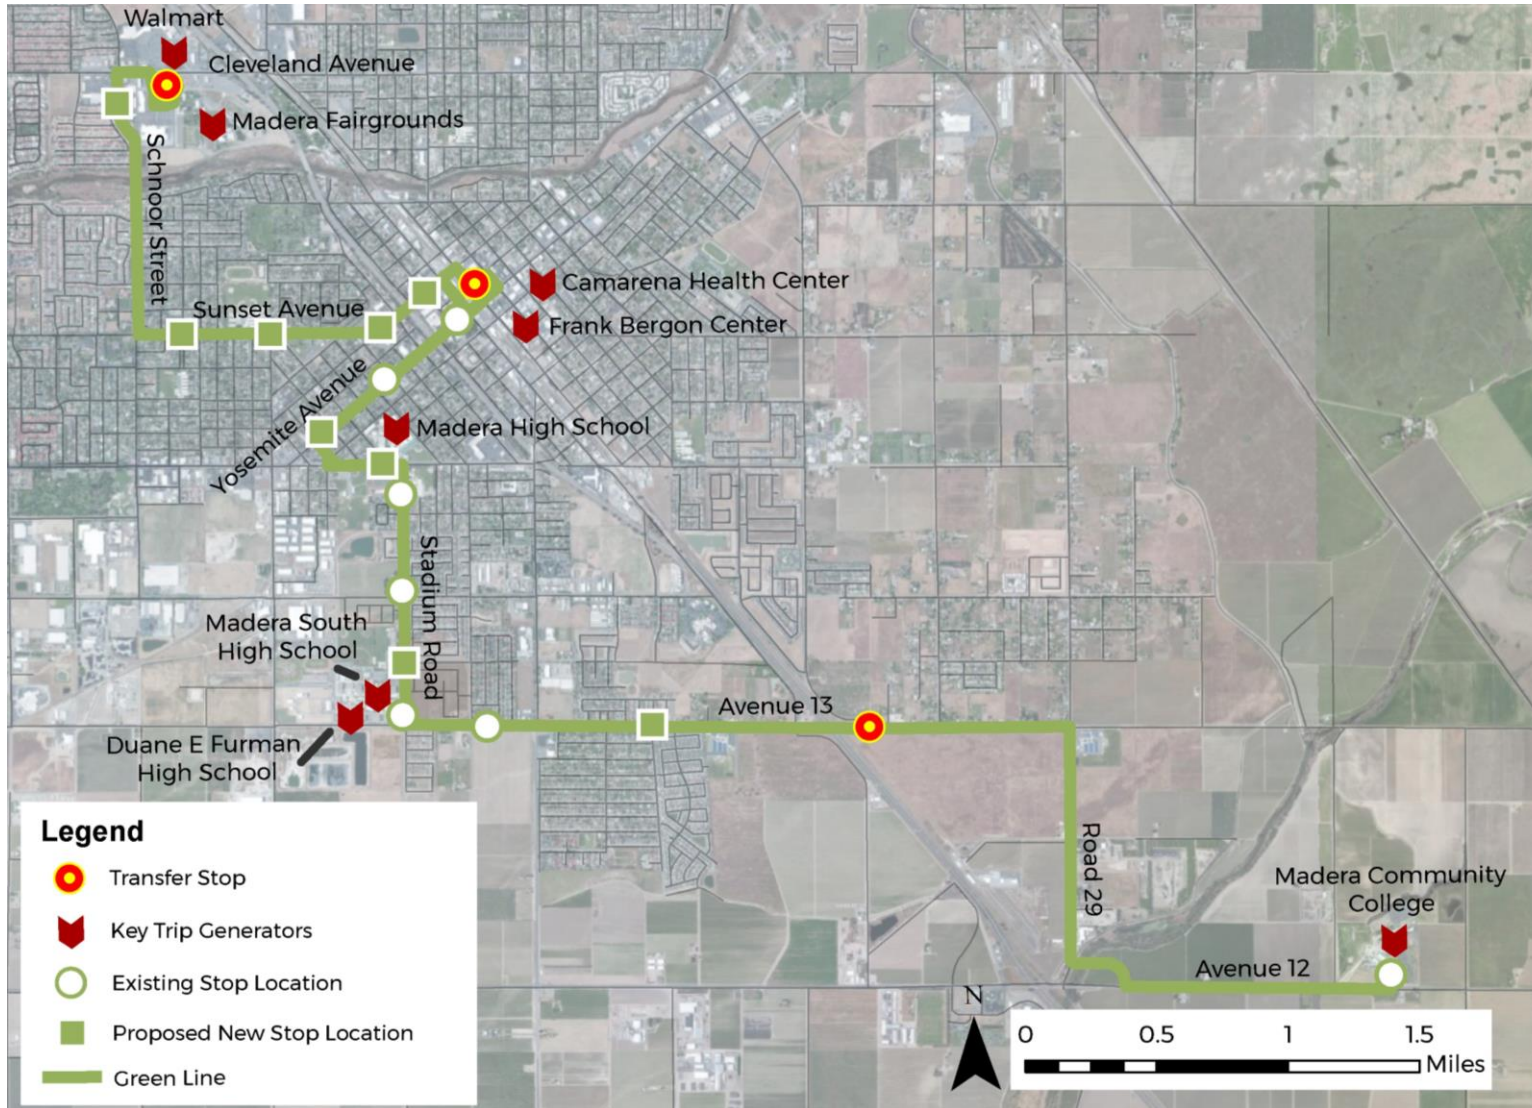 Walmart
Cleveland Avenue
Madera Fairgrounds
Schnoor Street
Sunset Avenue
Camarena Health Center
Frank Bergon Center
Yosemite Avenue
Madera High School
Stadium Road
Madera South
High School
Duane E Furman
High School
Avenue 13
Road 29
Madera Community
College
Avenue 12
Legend
Transfer Stop
Key Trip Generators
Existing Stop Location
Proposed New Stop Location
Green Line
N
0 0.5 1 1.5
Miles